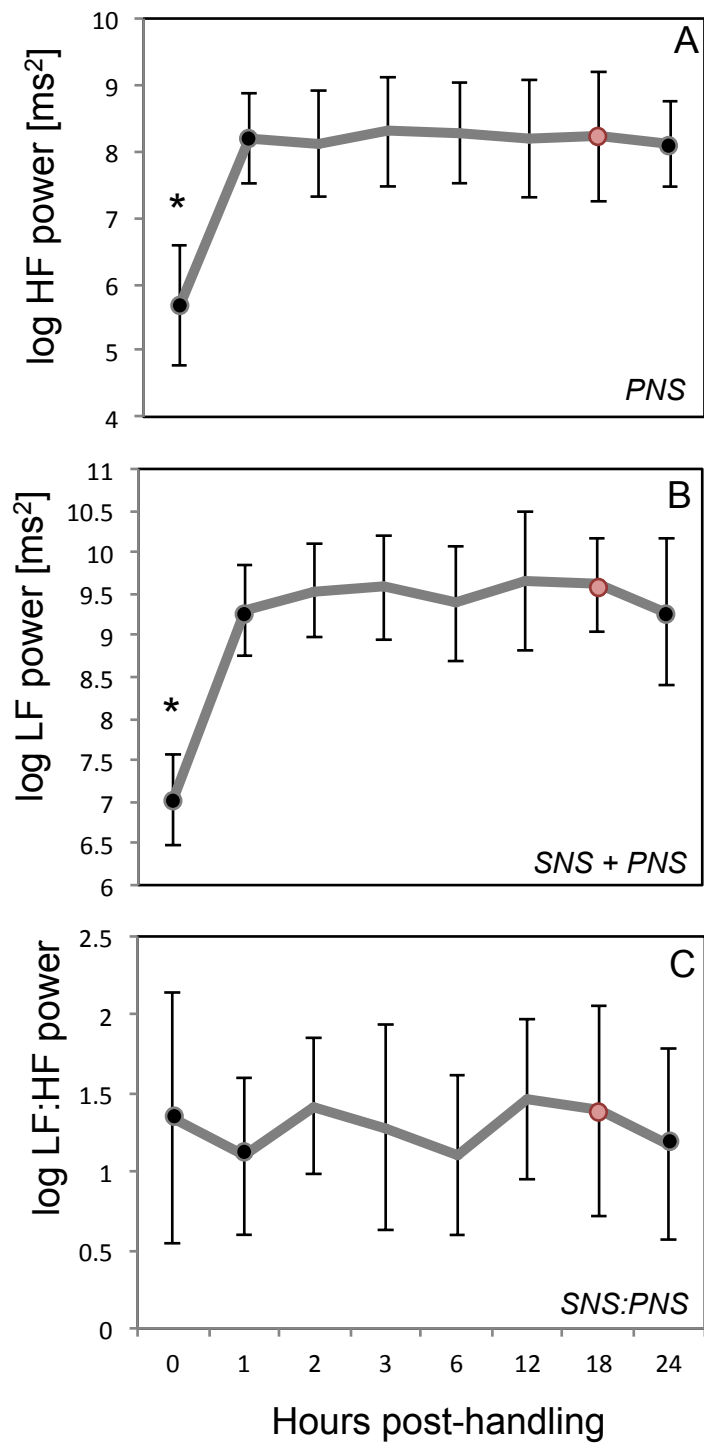 A
log HF power [ms²]
10
9
8
7
6
5
4
*
PNS
B
log LF power [ms²]
11
10.5
10
9.5
9
8.5
8
7.5
7
6.5
6
*
SNS + PNS
C
log LF:HF power
2.5
2
1.5
1
0.5
0
SNS:PNS
0 1 2 3 6 12 18 24
Hours post-handling